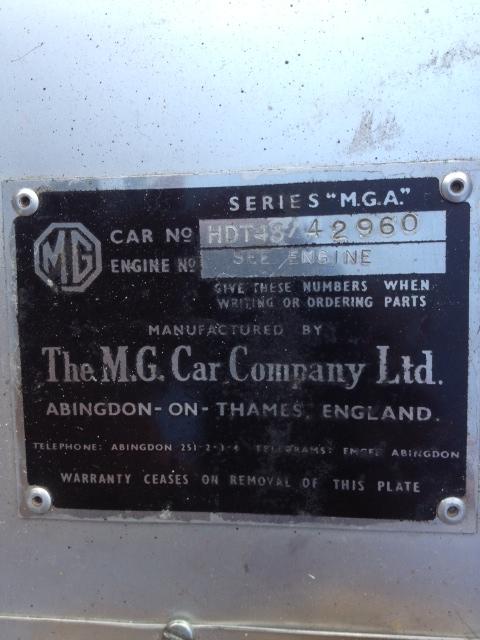 SERIES "M.G.A."
MG
CAR Nº HDT43/42960
ENGINE Nº SEE ENGINE
GIVE THESE NUMBERS WHEN
WRITING OR ORDERING PARTS
MANUFACTURED BY
The M.G. Car Company Ltd.
ABINGDON-ON-THAMES, ENGLAND.
TELEPHONE: ABINGDON 251-2-3-4 TELEGRAMS: EMGEE ABINGDON
WARRANTY CEASES ON REMOVAL OF THIS PLATE